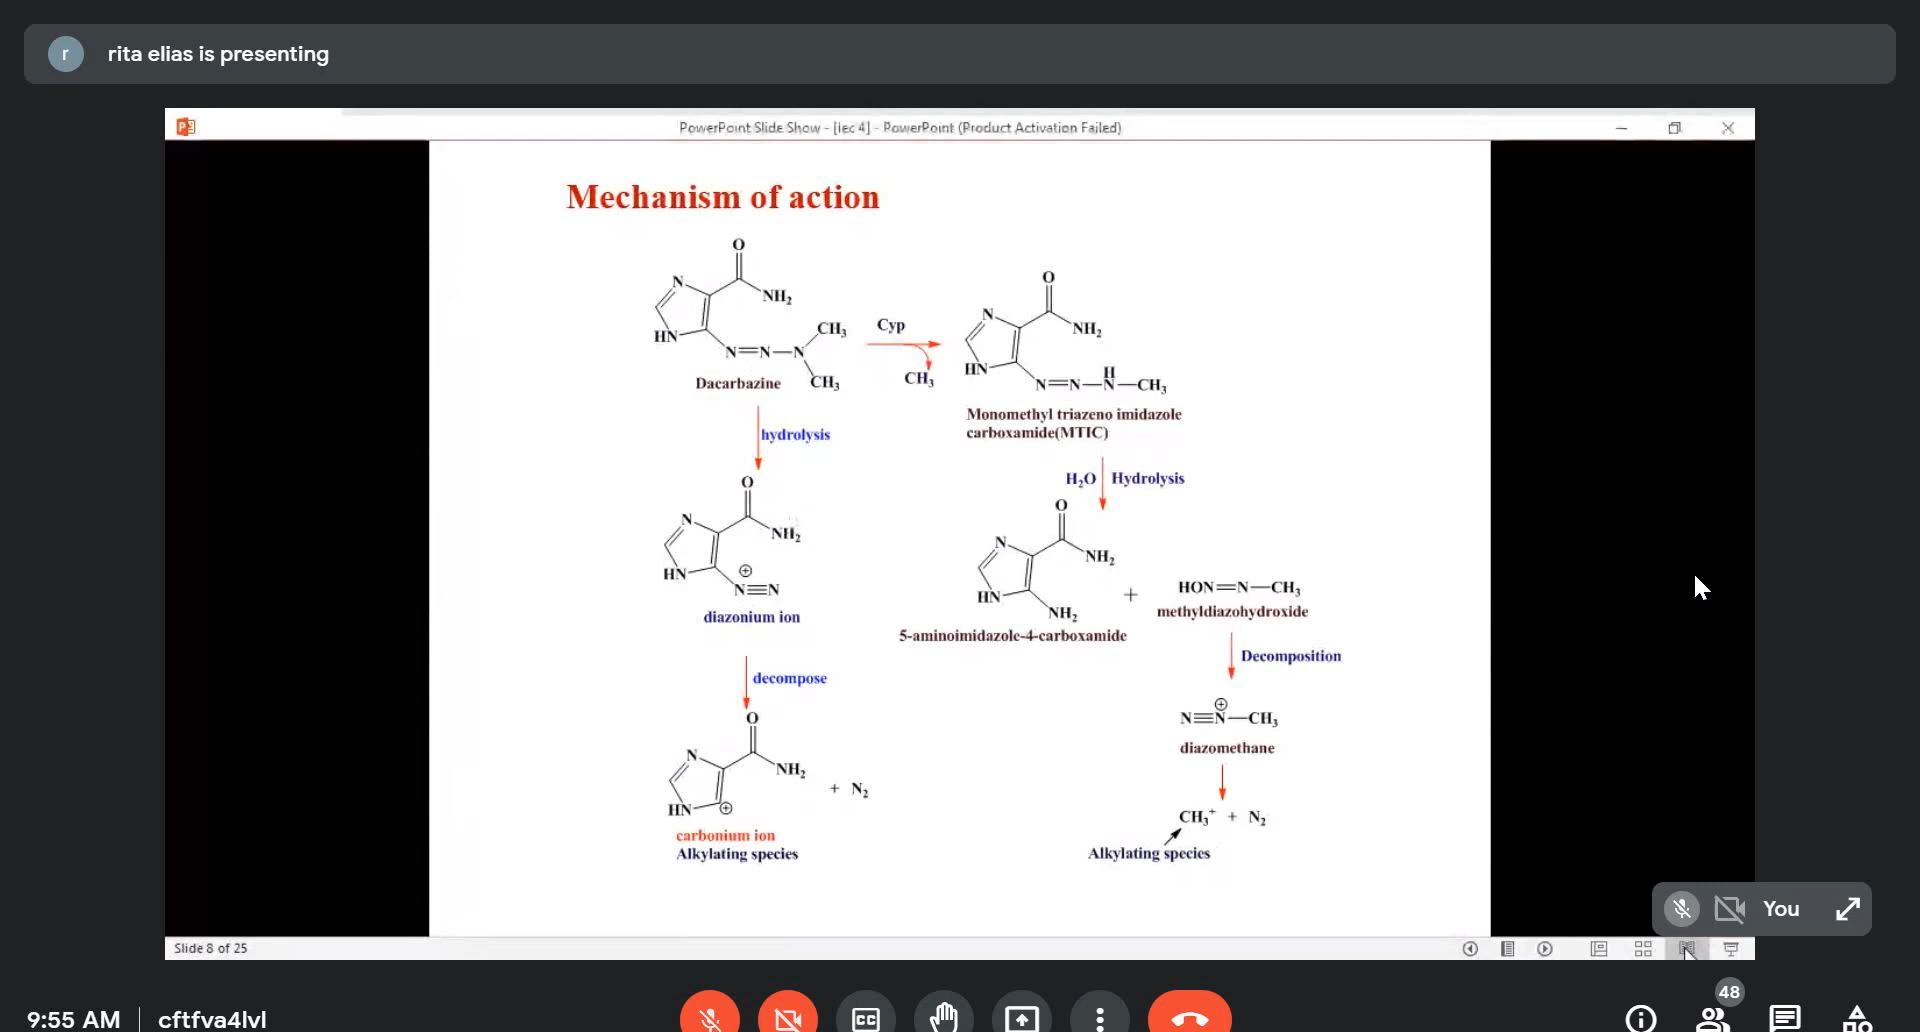 r
rita elias is presenting
PowerPoint Slide Show - [lec 4] - PowerPoint (Product Activation Failed)
Mechanism of action
O
N
NH₂
HN
N=N—N
CH₃
CH₃
Dacarbazine
Cyp
CH₃
O
N
NH₂
HN
H
N=N—N—CH₃
Monomethyl triazeno imidazole
carboxamide(MTIC)
hydrolysis
H₂O Hydrolysis
O
N
NH₂
HN
⊕
N≡N
diazonium ion
O
N
NH₂
HN
NH₂
5-aminoimidazole-4-carboxamide
+
HON=N—CH₃
methyldiazohydroxide
decompose
Decomposition
O
N
NH₂
HN
⊕
+ N₂
carbonium ion
Alkylating species
⊕
N≡N—CH₃
diazomethane
CH₃⁺ + N₂
Alkylating species
You
Slide 8 of 25
48
9:55 AM | cftfva4lvl
CC